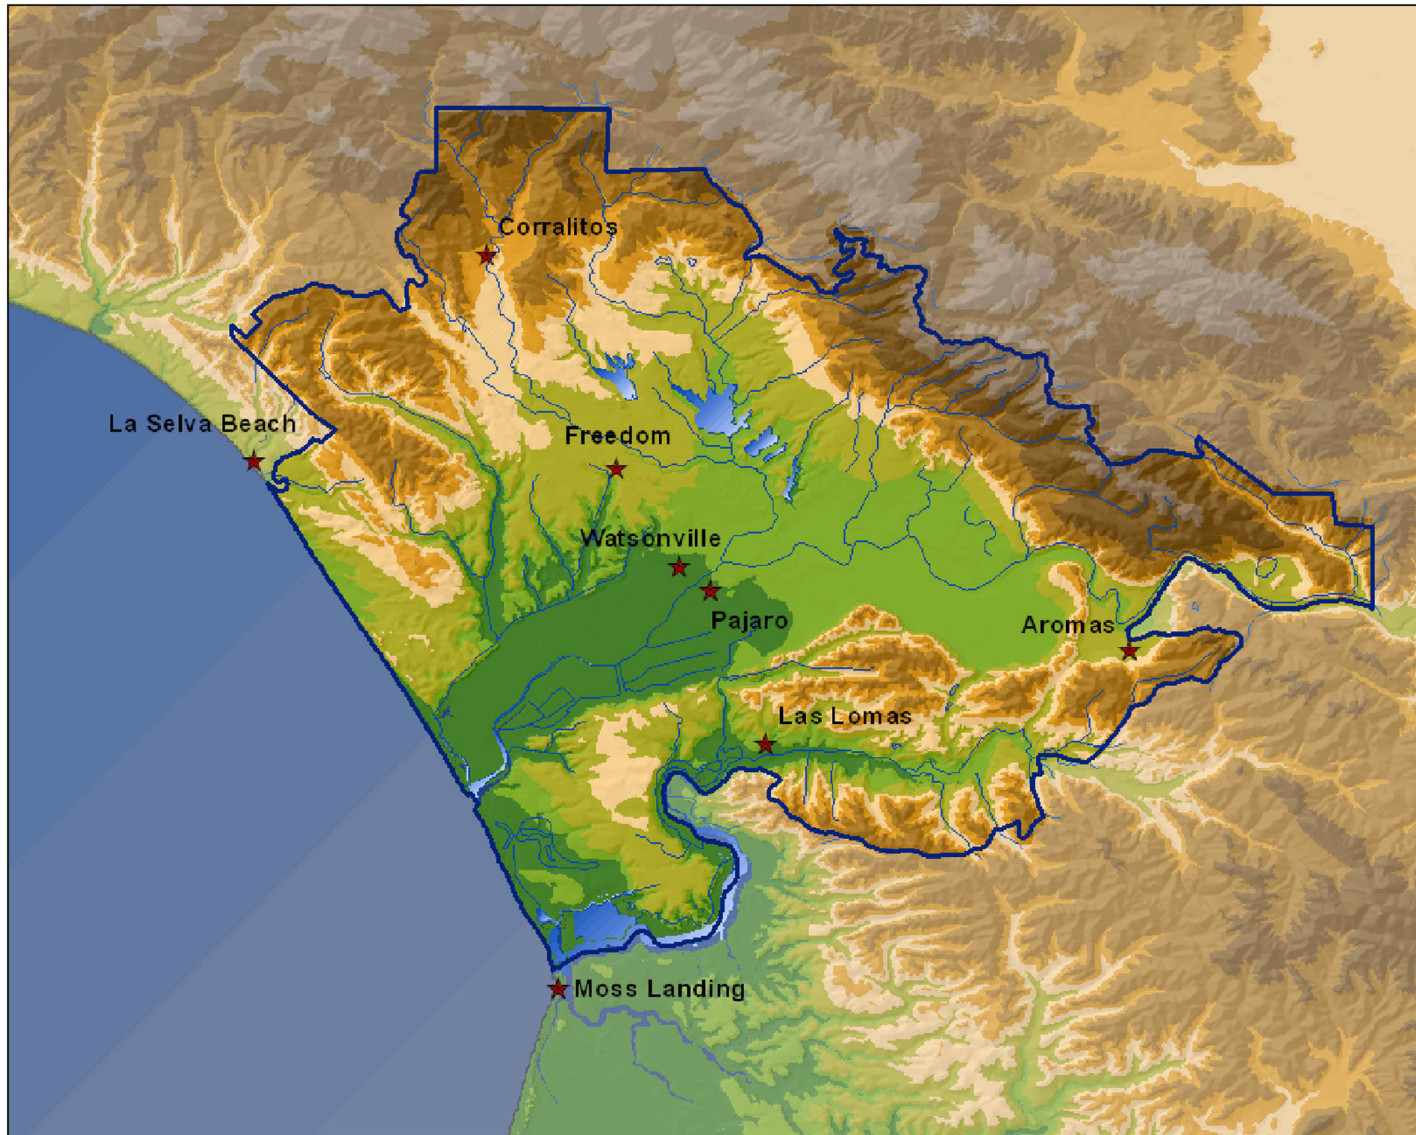 Corralitos
La Selva Beach
Freedom
Watsonville
Pajaro
Aromas
Las Lomas
Moss Landing